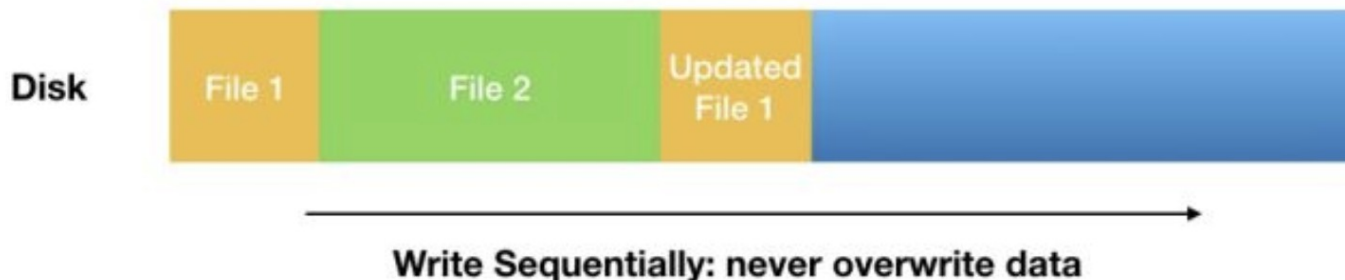 Disk
File 1
File 2
Updated
File 1
Write Sequentially: never overwrite data